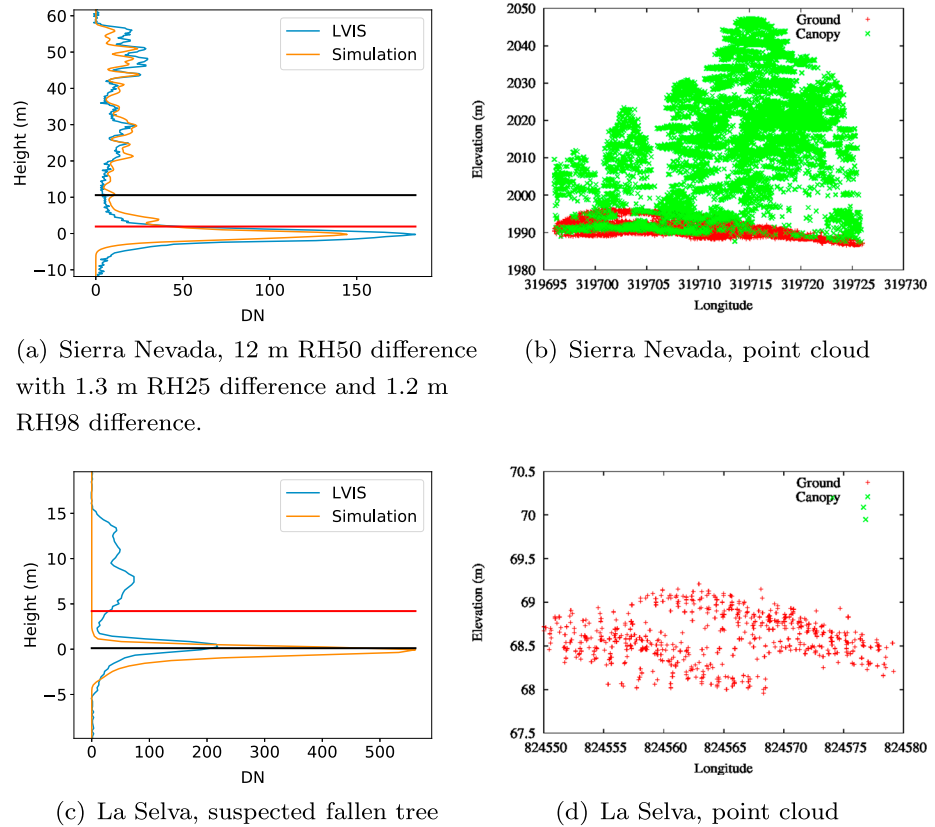 60
50
40
30
20
10
0
−10
Height (m)
LVIS
Simulation
0
50
100
150
DN
2050
2040
2030
2020
2010
2000
1990
1980
Elevation (m)
Ground
Canopy
319695 319700 319705 319710 319715 319720 319725 319730
Longitude
(a) Sierra Nevada, 12 m RH50 difference
with 1.3 m RH25 difference and 1.2 m
RH98 difference.
(b) Sierra Nevada, point cloud
15
10
5
0
−5
Height (m)
LVIS
Simulation
0
100
200
300
400
500
DN
70.5
70
69.5
69
68.5
68
67.5
Elevation (m)
Ground
Canopy
824550 824555 824560 824565 824570 824575 824580
Longitude
(c) La Selva, suspected fallen tree
(d) La Selva, point cloud